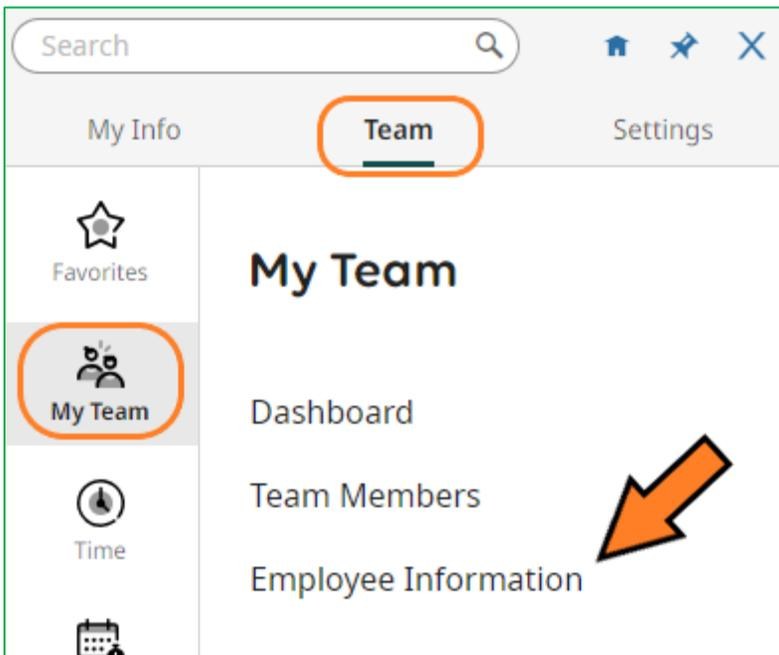 Search
My Info Team Settings
Favorites
My Team
My Team
Dashboard
Team Members
Time
Employee Information